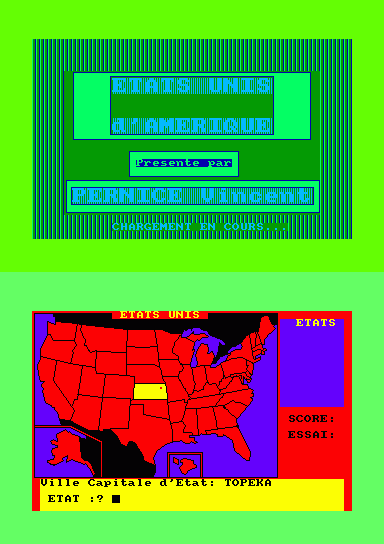 ETATS UNIS
d'AMERIQUE
Presente par
PERNICE Vincent
CHARGEMENT EN COURS...
ETATS UNIS
ETATS
SCORE:
ESSAI:
Ville Capitale d'Etat: TOPEKA
ETAT :?